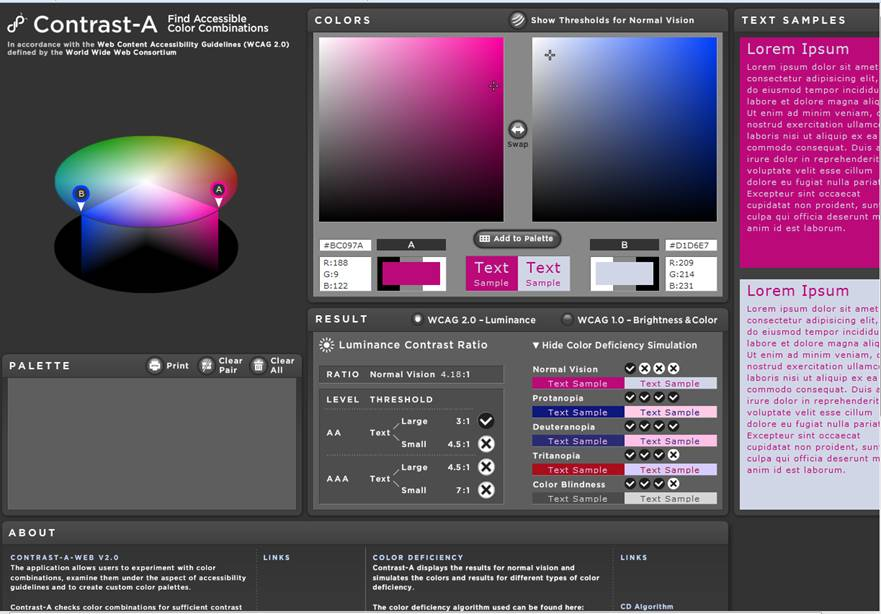 Contrast-A Find Accessible
Color Combinations
In accordance with the Web Content Accessibility Guidelines (WCAG 2.0)
defined by the World Wide Web Consortium
B
A
PALETTE
Print
Clear
Pair
Clear
All
COLORS
Show Thresholds for Normal Vision
Swap
Add to Palette
#BC097A
A
B
#D1D6E7
R:188
G:9
B:122
Text
Sample
Text
Sample
R:209
G:214
B:231
RESULT
WCAG 2.0 – Luminance
WCAG 1.0 – Brightness & Color
Luminance Contrast Ratio
RATIO Normal Vision 4.18:1
LEVEL THRESHOLD
AA Text
Large 3:1
Small 4.5:1
AAA Text
Large 4.5:1
Small 7:1
▼ Hide Color Deficiency Simulation
Normal Vision
Text Sample Text Sample
Protanopia
Text Sample Text Sample
Deuteranopia
Text Sample Text Sample
Tritanopia
Text Sample Text Sample
Color Blindness
Text Sample Text Sample
TEXT SAMPLES
Lorem Ipsum
Lorem ipsum dolor sit amet
consectetur adipisicing elit,
do eiusmod tempor incididu
labore et dolore magna aliq
Ut enim ad minim veniam, q
nostrud exercitation ullamco
laboris nisi ut aliquip ex ea
commodo consequat. Duis a
irure dolor in reprehenderit
voluptate velit esse cillum
dolore eu fugiat nulla pariat
Excepteur sint occaecat
cupidatat non proident, sunt
culpa qui officia deserunt m
anim id est laborum.
Lorem Ipsum
Lorem ipsum dolor sit amet
consectetur adipisicing elit,
do eiusmod tempor incididu
labore et dolore magna aliq
Ut enim ad minim veniam, q
nostrud exercitation ullamco
laboris nisi ut aliquip ex ea
commodo consequat. Duis a
irure dolor in reprehenderit
voluptate velit esse cillum
dolore eu fugiat nulla pariat
Excepteur sint occaecat
cupidatat non proident, sunt
culpa qui officia deserunt m
anim id est laborum.
ABOUT
CONTRAST-A-WEB V2.0
The application allows users to experiment with color
combinations, examine them under the aspect of accessibility
guidelines and to create custom color palettes.
Contrast-A checks color combinations for sufficient contrast
LINKS
COLOR DEFICIENCY
Contrast-A displays the results for normal vision and
simulates the colors and results for different types of color
deficiency.
The color deficiency algorithm used can be found here:
LINKS
CD Algorithm